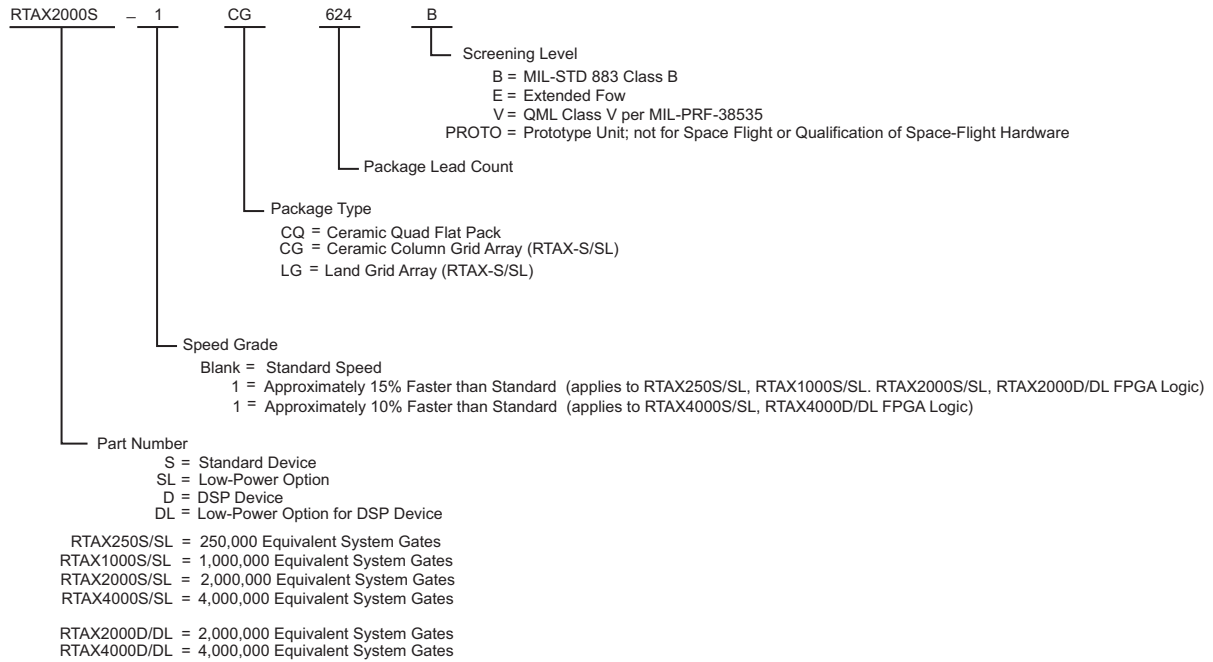 RTAX2000S – 1 CG 624 B
Screening Level
B = MIL-STD 883 Class B
E = Extended Fow
V = QML Class V per MIL-PRF-38535
PROTO = Prototype Unit; not for Space Flight or Qualification of Space-Flight Hardware
Package Lead Count
Package Type
CQ = Ceramic Quad Flat Pack
CG = Ceramic Column Grid Array (RTAX-S/SL)
LG = Land Grid Array (RTAX-S/SL)
Speed Grade
Blank = Standard Speed
1 = Approximately 15% Faster than Standard (applies to RTAX250S/SL, RTAX1000S/SL. RTAX2000S/SL, RTAX2000D/DL FPGA Logic)
1 = Approximately 10% Faster than Standard (applies to RTAX4000S/SL, RTAX4000D/DL FPGA Logic)
Part Number
S = Standard Device
SL = Low-Power Option
D = DSP Device
DL = Low-Power Option for DSP Device
RTAX250S/SL = 250,000 Equivalent System Gates
RTAX1000S/SL = 1,000,000 Equivalent System Gates
RTAX2000S/SL = 2,000,000 Equivalent System Gates
RTAX4000S/SL = 4,000,000 Equivalent System Gates
RTAX2000D/DL = 2,000,000 Equivalent System Gates
RTAX4000D/DL = 4,000,000 Equivalent System Gates